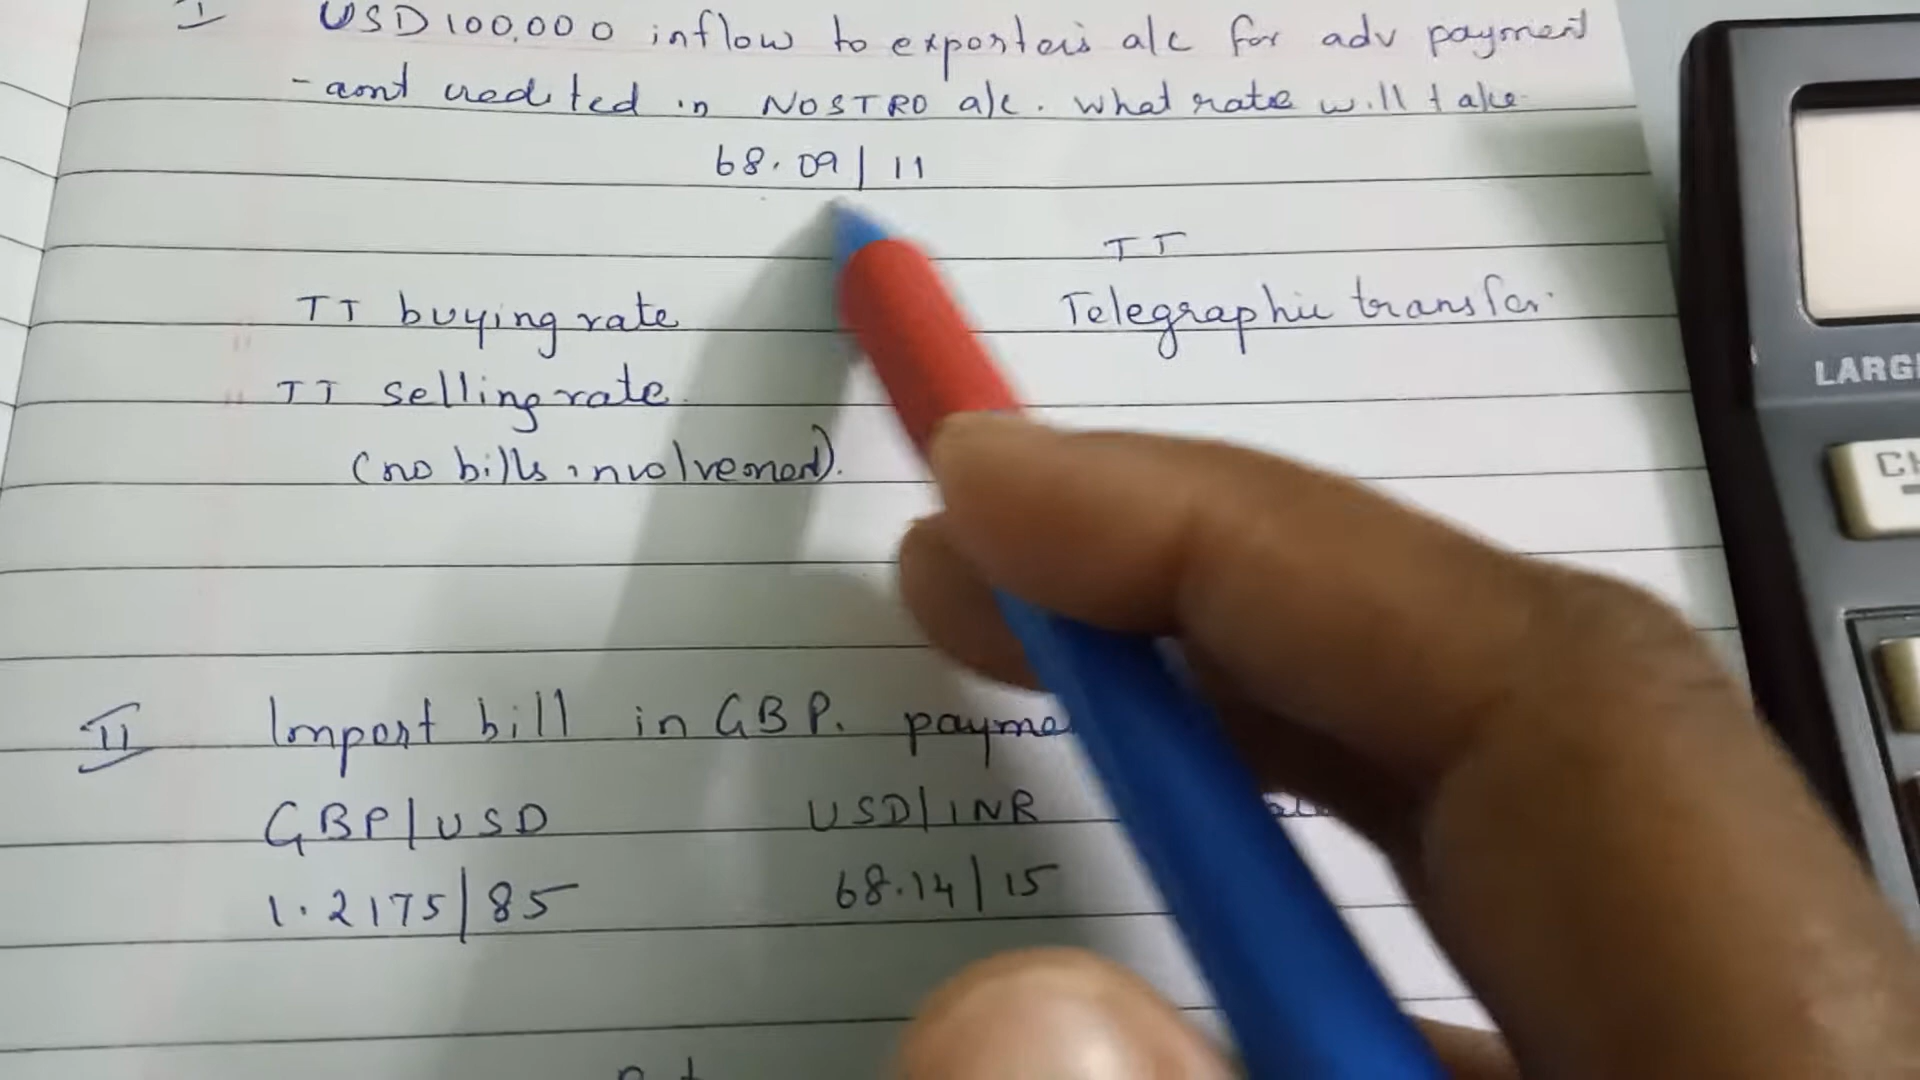 I USD 100,000 inflow to exporter's a/c for adv payment
- amt credited in NOSTRO a/c. What rate will take
68.09 | 11
TT
TT buying rate
Telegraphic transfer.
TT selling rate.
(no bills involvement).
II Import bill in GBP. payme
GBP/USD USD/INR
1.2175/85 68.14/15
LARG